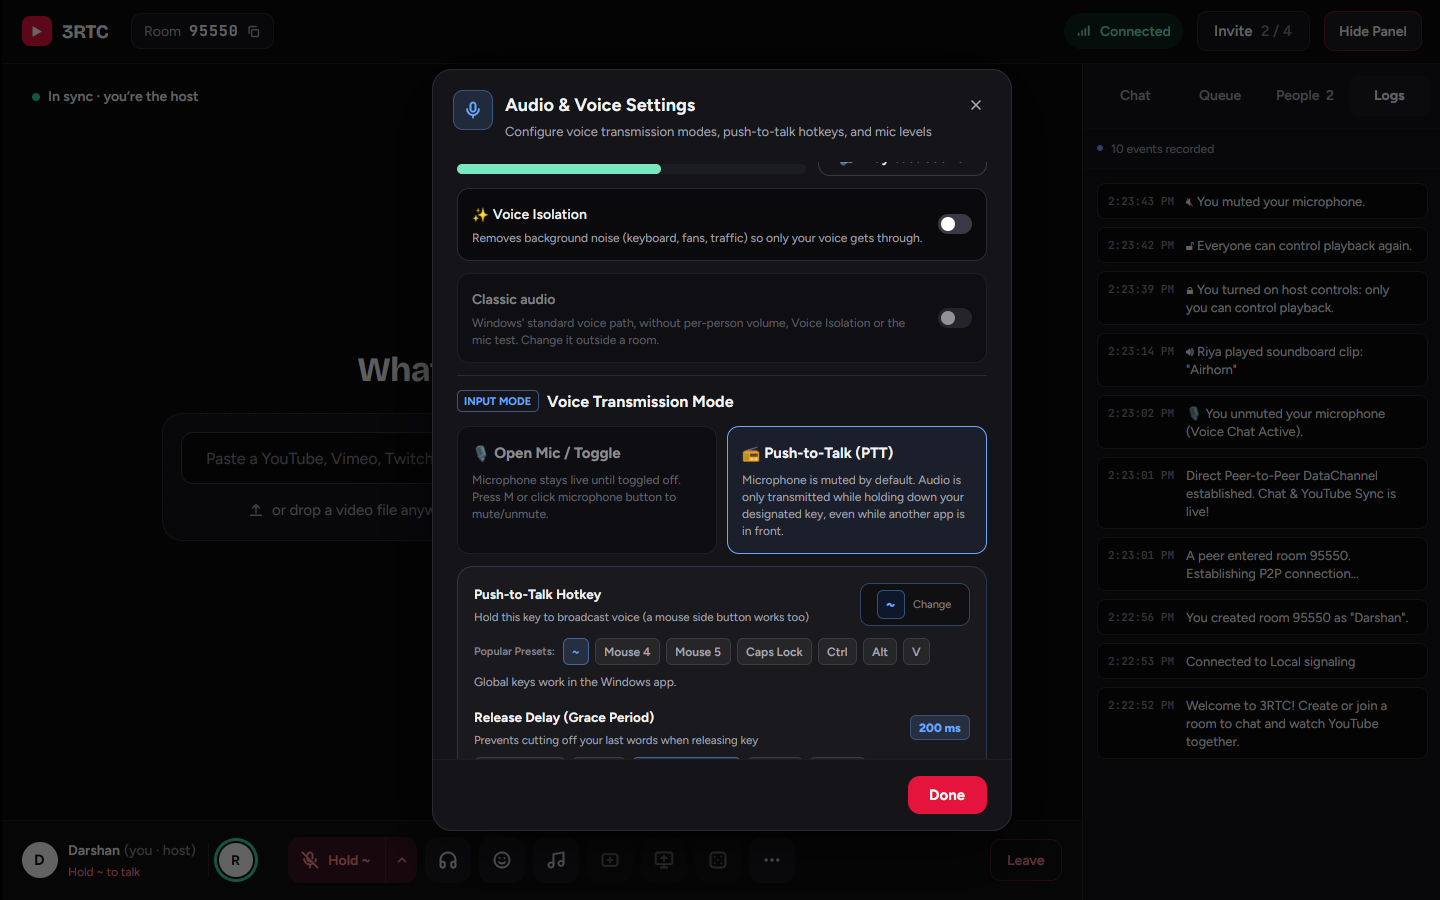 3RTC
Room 95550
Connected
Invite 2 / 4
Hide Panel
In sync · you're the host
Audio & Voice Settings
Configure voice transmission modes, push-to-talk hotkeys, and mic levels
✨ Voice Isolation
Removes background noise (keyboard, fans, traffic) so only your voice gets through.
Classic audio
Windows' standard voice path, without per-person volume, Voice Isolation or the
mic test. Change it outside a room.
INPUT MODE Voice Transmission Mode
🎙️ Open Mic / Toggle
Microphone stays live until toggled off.
Press M or click microphone button to
mute/unmute.
📻 Push-to-Talk (PTT)
Microphone is muted by default. Audio is
only transmitted while holding down your
designated key, even while another app is
in front.
Push-to-Talk Hotkey
Hold this key to broadcast voice (a mouse side button works too)
~ Change
Popular Presets: ~ Mouse 4 Mouse 5 Caps Lock Ctrl Alt V
Global keys work in the Windows app.
Release Delay (Grace Period)
Prevents cutting off your last words when releasing key
200 ms
Done
Paste a YouTube, Vimeo, Twitch
or drop a video file
Chat Queue People 2 Logs
10 events recorded
2:23:43 PM 🔇 You muted your microphone.
2:23:42 PM 🔓 Everyone can control playback again.
2:23:39 PM 🔒 You turned on host controls: only
you can control playback.
2:23:14 PM 🔊 Riya played soundboard clip:
"Airhorn"
2:23:02 PM 🎙️ You unmuted your microphone
(Voice Chat Active).
2:23:01 PM Direct Peer-to-Peer DataChannel
established. Chat & YouTube Sync is
live!
2:23:01 PM A peer entered room 95550.
Establishing P2P connection...
2:22:56 PM You created room 95550 as "Darshan".
2:22:53 PM Connected to Local signaling
2:22:52 PM Welcome to 3RTC! Create or join a
room to chat and watch YouTube
together.
D
Darshan (you · host)
Hold ~ to talk
R
Hold ~
Leave